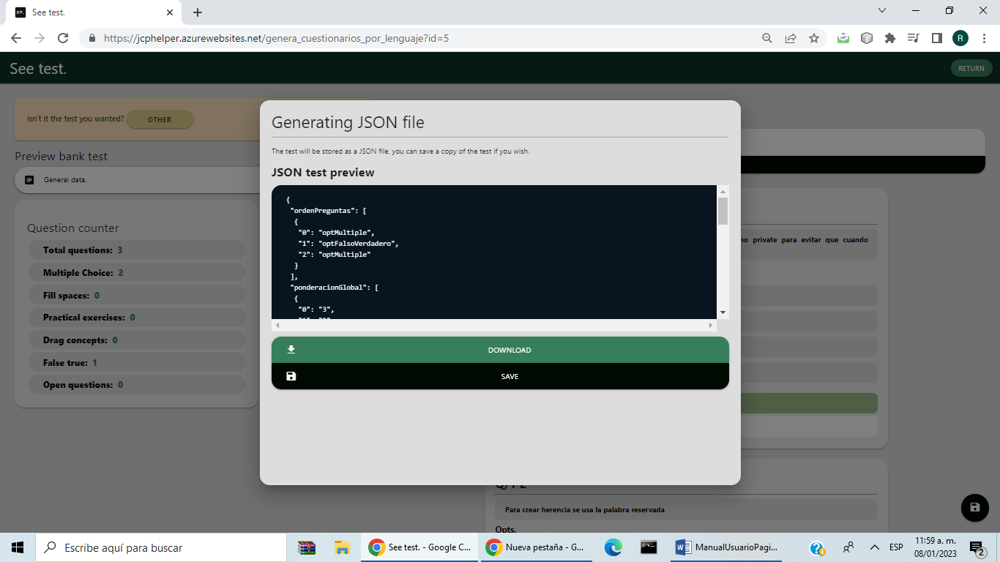 See test.
https://jcphelper.azurewebsites.net/genera_cuestionarios_por_lenguaje?id=5
R
See test.
RETURN
isn't it the test you wanted? OTHER
Preview bank test
General data.
Question counter
Total questions: 3
Multiple Choice: 2
Fill spaces: 0
Practical exercises: 0
Drag concepts: 0
False true: 1
Open questions: 0
Generating JSON file
The test will be stored as a JSON file, you can save a copy of the test if you wish.
JSON test preview
{
"ordenPreguntas": [
{
"0": "optMultiple",
"1": "optFalsoVerdadero",
"2": "optMultiple"
}
],
"ponderacionGlobal": [
{
"0": "3",
DOWNLOAD
SAVE
private para evitar que cuando
Para crear herencia se usa la palabra reservada
Opts.
Escribe aquí para buscar
See test. - Google C...
Nueva pestaña - G...
ManualUsuarioPagi...
ESP
11:59 a. m.
08/01/2023
2